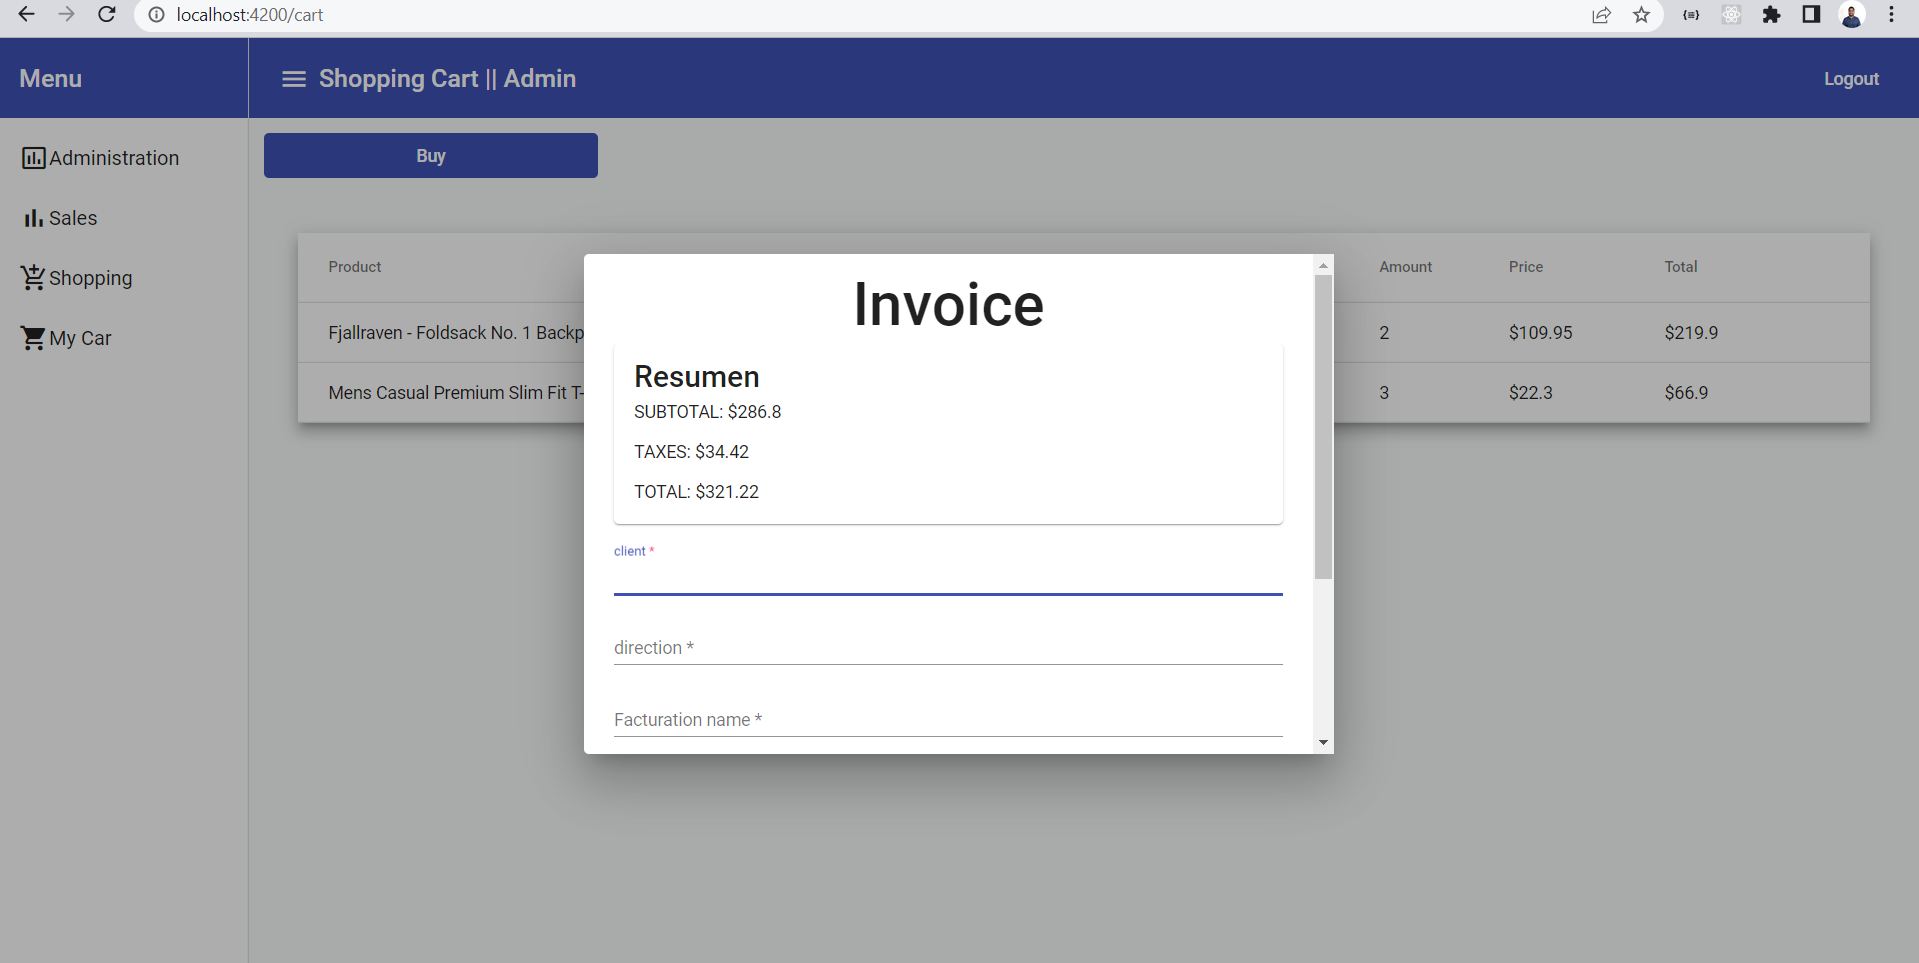 localhost:4200/cart
Menu
Shopping Cart || Admin
Logout
Administration
Sales
Shopping
My Car
Buy
Product Amount Price Total
Fjallraven - Foldsack No. 1 Backp 2 $109.95 $219.9
Mens Casual Premium Slim Fit T- 3 $22.3 $66.9
Invoice
Resumen
SUBTOTAL: $286.8
TAXES: $34.42
TOTAL: $321.22
client *
direction *
Facturation name *